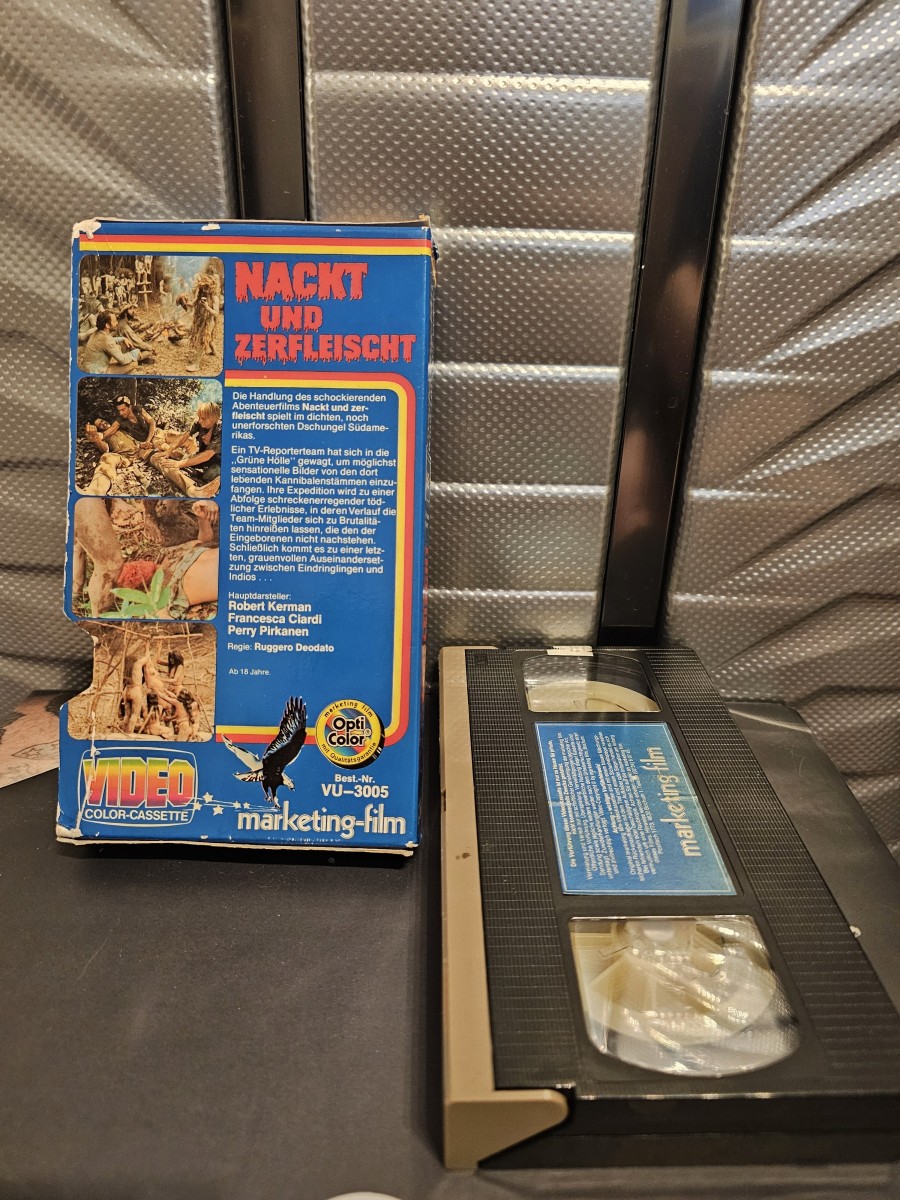 NACKT
UND
ZERFLEISCHT
Die Handlung des schockierenden
Abenteuerfilms Nackt und zer-
fleischt spielt im dichten, noch
unerforschten Dschungel Südame-
rikas.
Ein TV-Reporterteam hat sich in die
„Grüne Hölle" gewagt, um möglichst
sensationelle Bilder von den dort
lebenden Kannibalenstämmen einzu-
fangen. Ihre Expedition wird zu einer
Abfolge schreckenerregender töd-
licher Erlebnisse, in deren Verlauf die
Team-Mitglieder sich zu Brutalitä-
ten hinreißen lassen, die den der
Eingeborenen nicht nachstehen.
Schließlich kommt es zu einer letz-
ten, grauenvollen Auseinanderset-
zung zwischen Eindringlingen und
Indios . . .
Hauptdarsteller:
Robert Kerman
Francesca Ciardi
Perry Pirkanen
Regie: Ruggero Deodato
Ab 18 Jahre.
marketing film
Opti
Color®
mit Qualitätsgarantie
Best.-Nr.
VU-3005
VIDEO
COLOR-CASSETTE
marketing-film
marketing-film